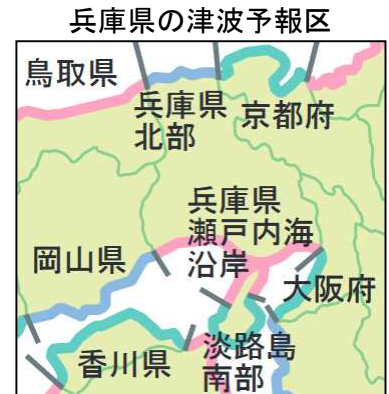 兵庫県の津波予報区
鳥取県
兵庫県
北部
京都府
兵庫県
瀬戸内海
沿岸
岡山県
大阪府
香川県
淡路島
南部